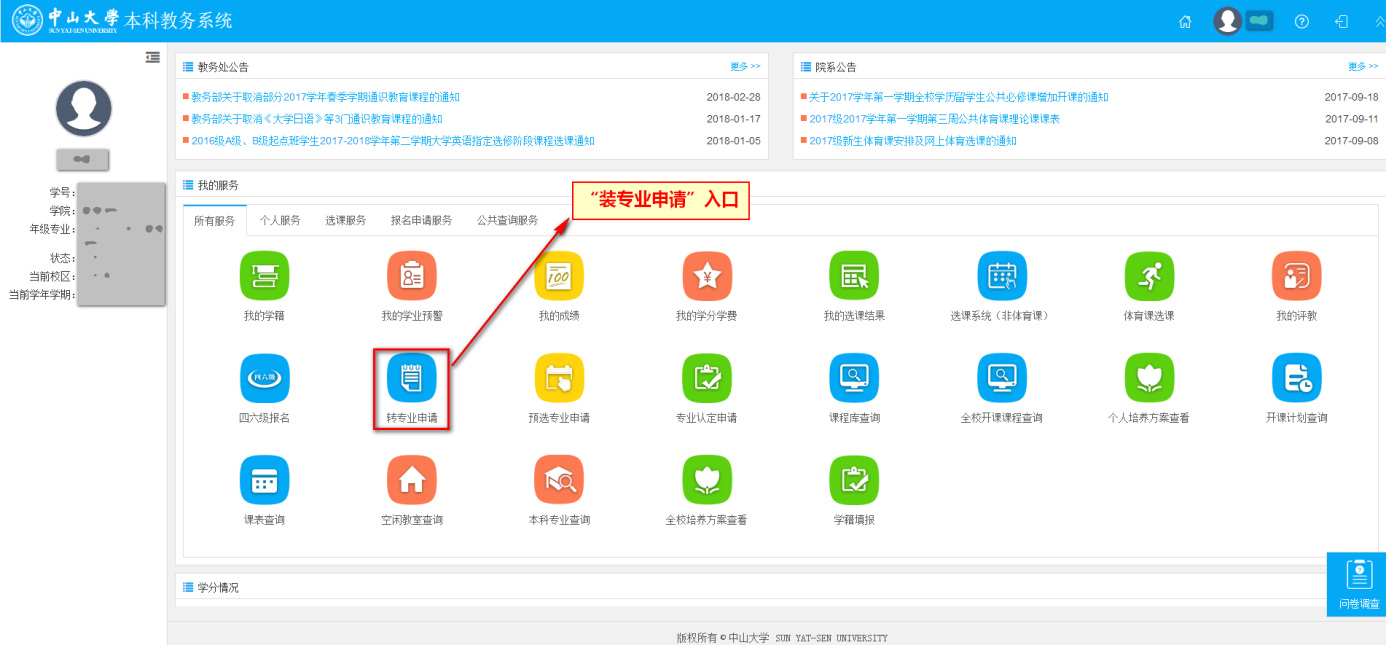 中山大學 本科教务系统
SUN YAT-SEN UNIVERSITY
学号:
学院:
年级专业:
状态:
当前校区:
当前学年学期:
教务处公告 更多 >>
教务部关于取消部分2017学年春季学期通识教育课程的通知 2018-02-28
教务部关于取消《大学日语》等3门通识教育课程的通知 2018-01-17
2016级A级、B级起点班学生2017-2018学年第二学期大学英语指定选修阶段课程选课通知 2018-01-05
院系公告 更多 >>
关于2017学年第一学期全校学历留学生公共必修课增加开课的通知 2017-09-18
2017级2017学年第一学期第三周公共体育课理论课课表 2017-09-11
2017级新生体育课安排及网上体育选课的通知 2017-09-08
我的服务
“装专业申请”入口
所有服务 个人服务 选课服务 报名申请服务 公共查询服务
100
¥
我的学籍 我的学业预警 我的成绩 我的学分学费 我的选课结果 选课系统（非体育课） 体育课选课 我的评教
四六级
四六级报名 转专业申请 预选专业申请 专业认定申请 课程库查询 全校开课课程查询 个人培养方案查看 开课计划查询
课表查询 空闲教室查询 本科专业查询 全校培养方案查看 学籍填报
学分情况
问卷调查
版权所有 © 中山大学 SUN YAT-SEN UNIVERSITY